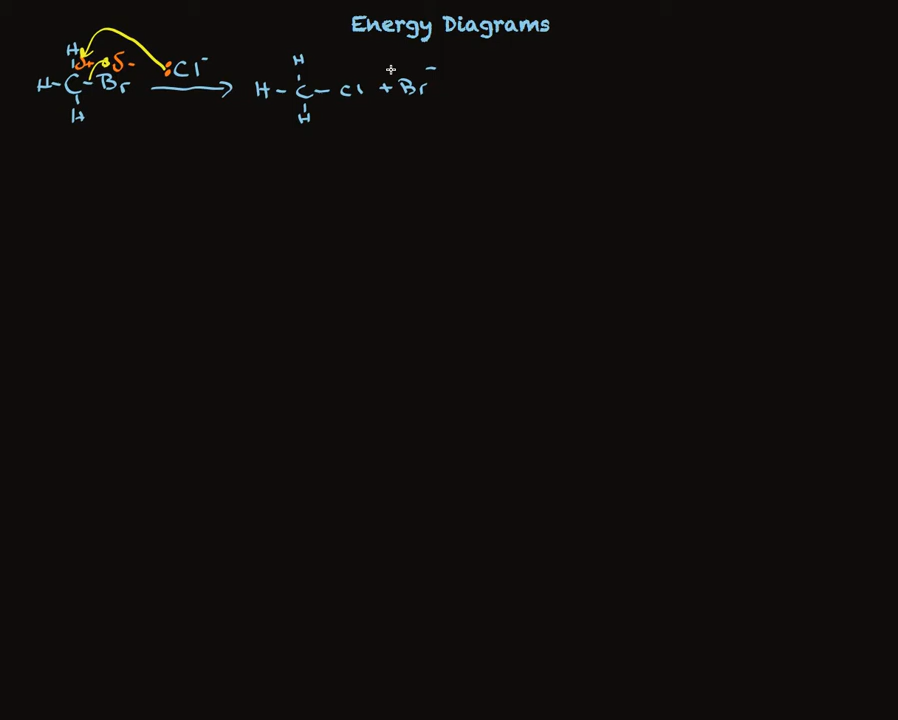 Energy Diagrams
H
δ+ δ- :Cl⁻
H-C-Br ⟶ H-C-Cl + Br⁻
H
H
H